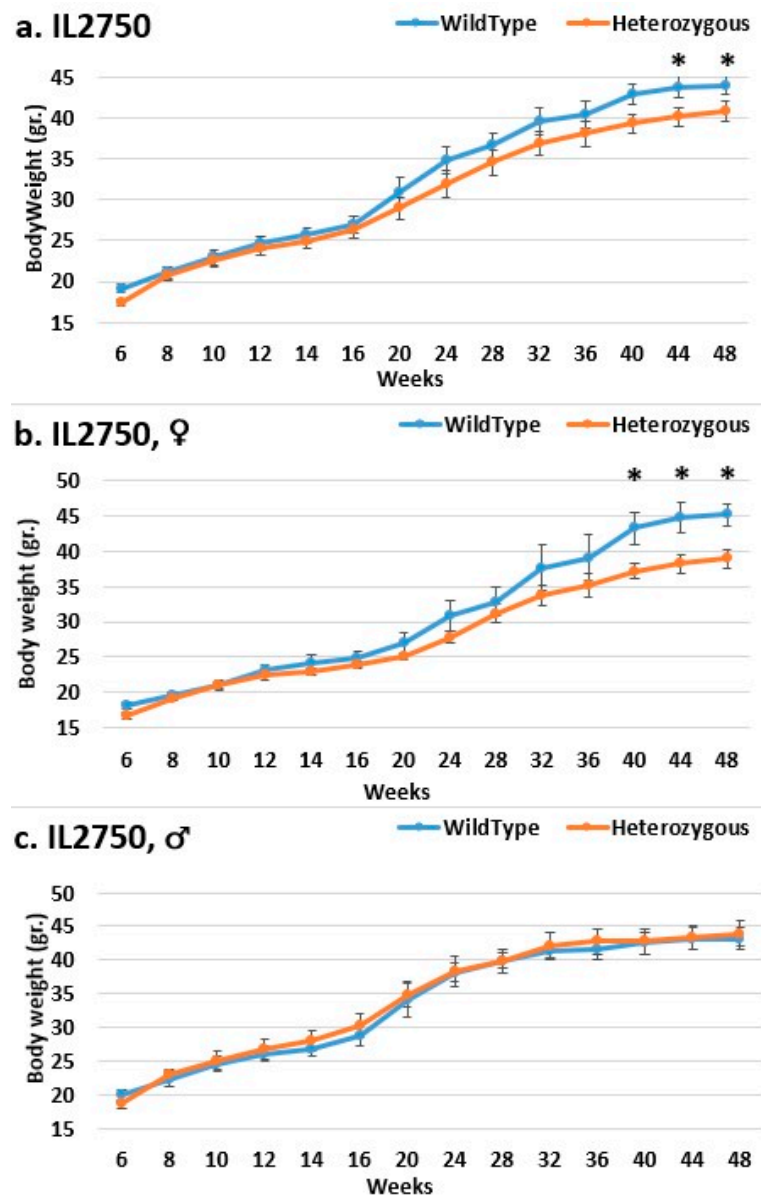 a. IL2750
WildType Heterozygous
* *
45
40
35
30
25
20
15
BodyWeight (gr.)
6 8 10 12 14 16 20 24 28 32 36 40 44 48
Weeks
b. IL2750, ♀
WildType Heterozygous
* * *
50
45
40
35
30
25
20
15
Body weight (gr.)
6 8 10 12 14 16 20 24 28 32 36 40 44 48
Weeks
c. IL2750, ♂
WildType Heterozygous
50
45
40
35
30
25
20
15
Body weight (gr.)
6 8 10 12 14 16 20 24 28 32 36 40 44 48
Weeks